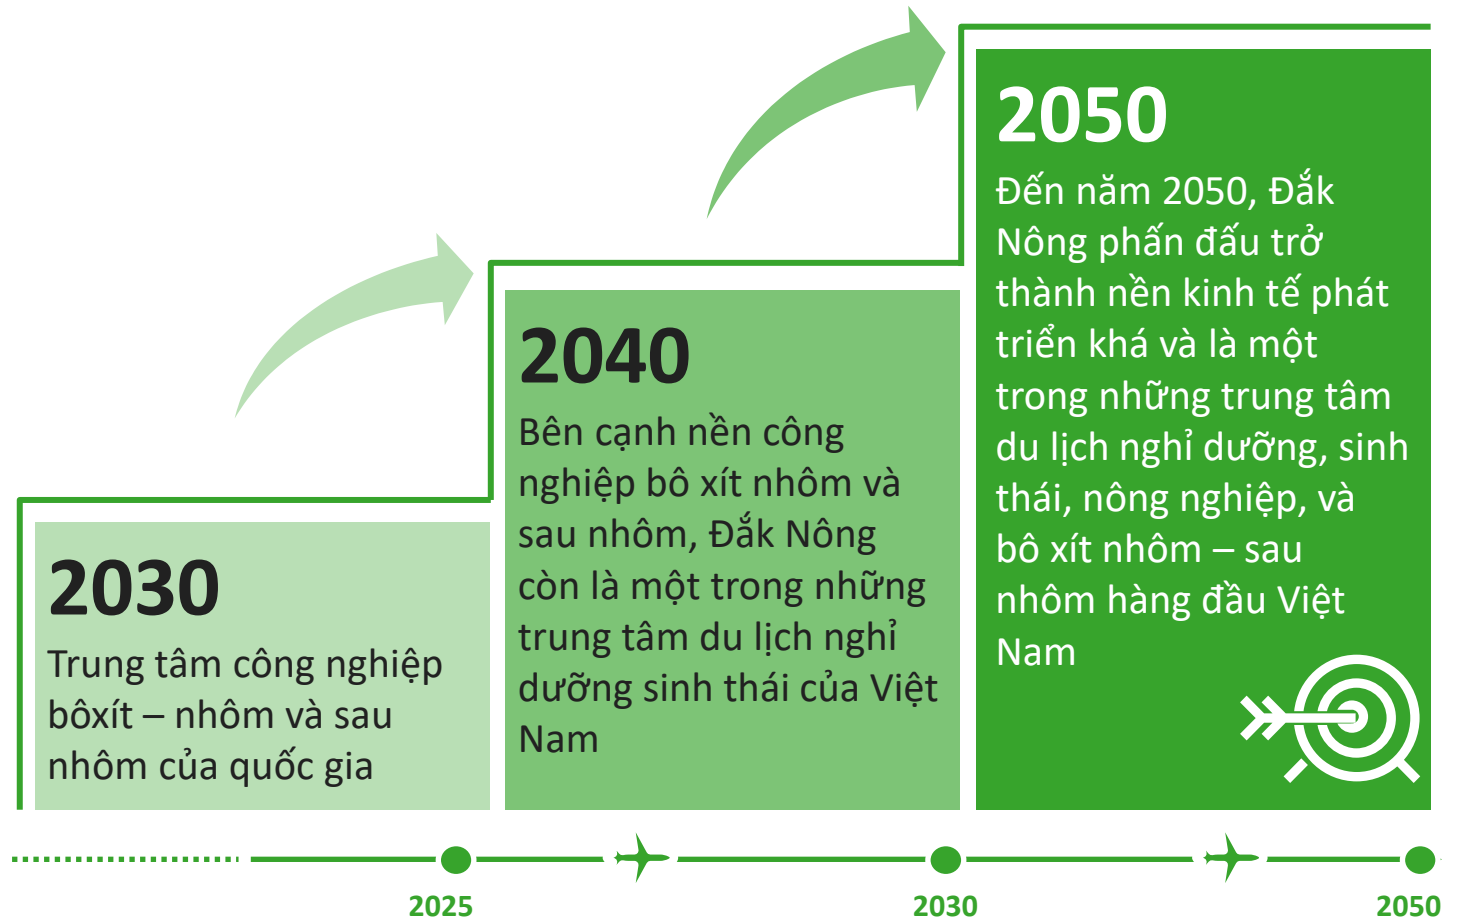 2030
Trung tâm công nghiệp
bôxít – nhôm và sau
nhôm của quốc gia
2040
Bên cạnh nền công
nghiệp bô xít nhôm và
sau nhôm, Đắk Nông
còn là một trong những
trung tâm du lịch nghỉ
dưỡng sinh thái của Việt
Nam
2050
Đến năm 2050, Đắk
Nông phấn đấu trở
thành nền kinh tế phát
triển khá và là một
trong những trung tâm
du lịch nghỉ dưỡng, sinh
thái, nông nghiệp, và
bô xít nhôm – sau
nhôm hàng đầu Việt
Nam
2025
2030
2050